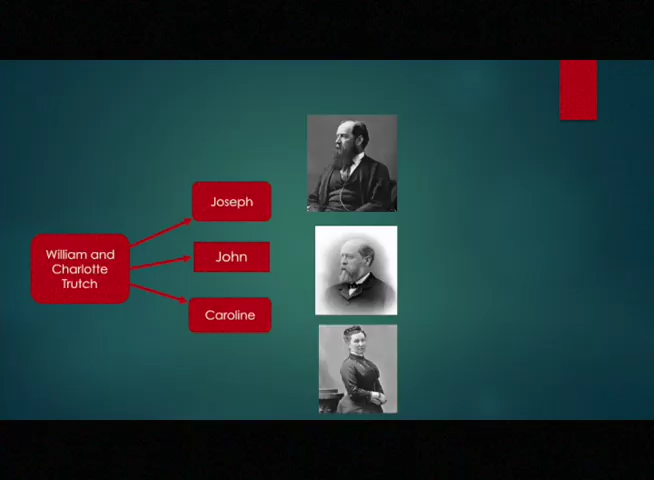 Joseph
William and
Charlotte
Trutch
John
Caroline